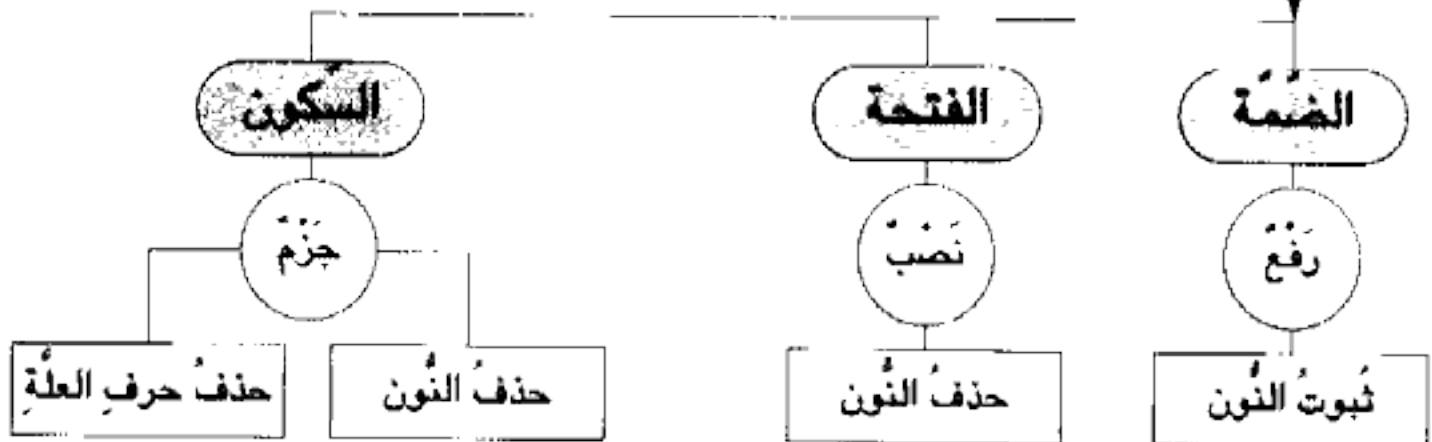 الضّمّة
الفتحة
السّكون
رَفْعٌ
نَصْبٌ
جَزْمٌ
ثُبوتُ النُّون
حذفُ النُّون
حذفُ النُّون
حذفُ حرفِ العلَّةِ